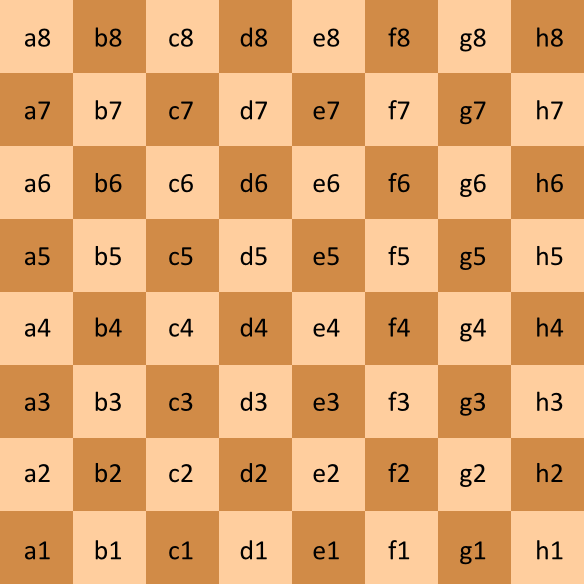 a8 b8 c8 d8 e8 f8 g8 h8
a7 b7 c7 d7 e7 f7 g7 h7
a6 b6 c6 d6 e6 f6 g6 h6
a5 b5 c5 d5 e5 f5 g5 h5
a4 b4 c4 d4 e4 f4 g4 h4
a3 b3 c3 d3 e3 f3 g3 h3
a2 b2 c2 d2 e2 f2 g2 h2
a1 b1 c1 d1 e1 f1 g1 h1